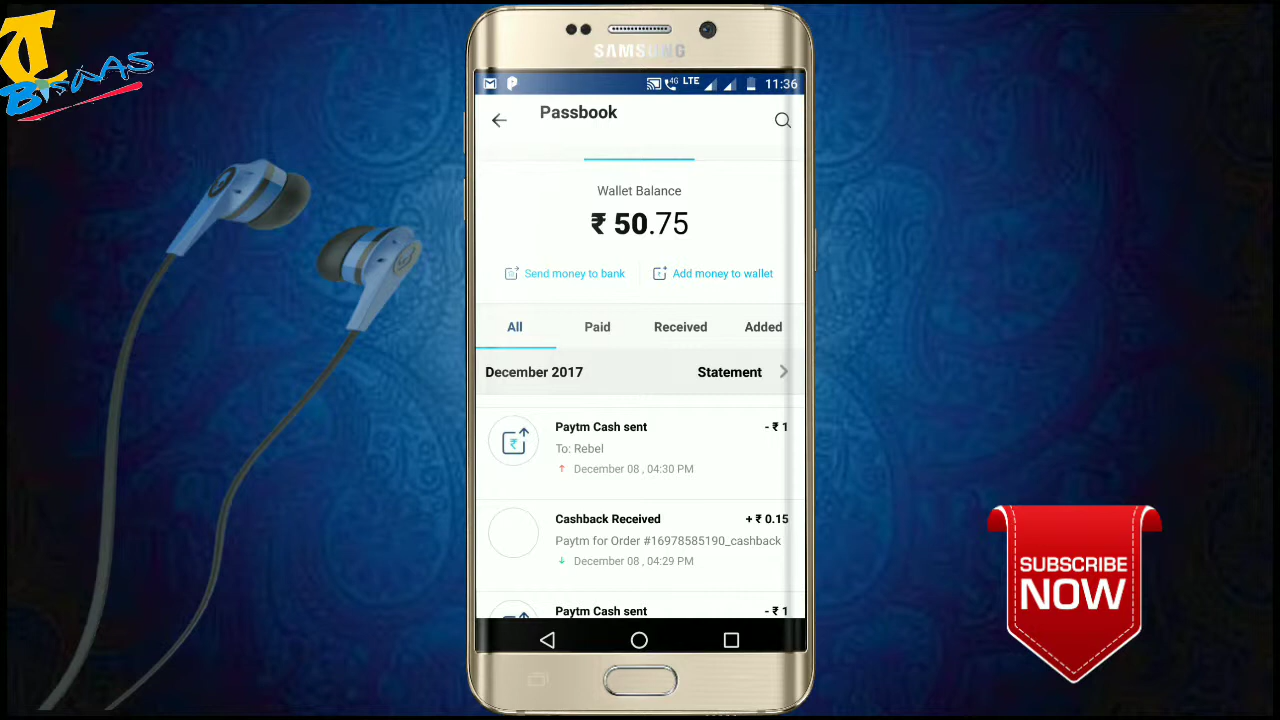 SAMSUNG
4G LTE 11:36
Passbook
Wallet Balance
₹ 50.75
Send money to bank
Add money to wallet
All Paid Received Added
December 2017 Statement
Paytm Cash sent - ₹ 1
To: Rebel
December 08 , 04:30 PM
Cashback Received + ₹ 0.15
Paytm for Order #16978585190_cashback
December 08 , 04:29 PM
Paytm Cash sent - ₹ 1
SUBSCRIBE
NOW